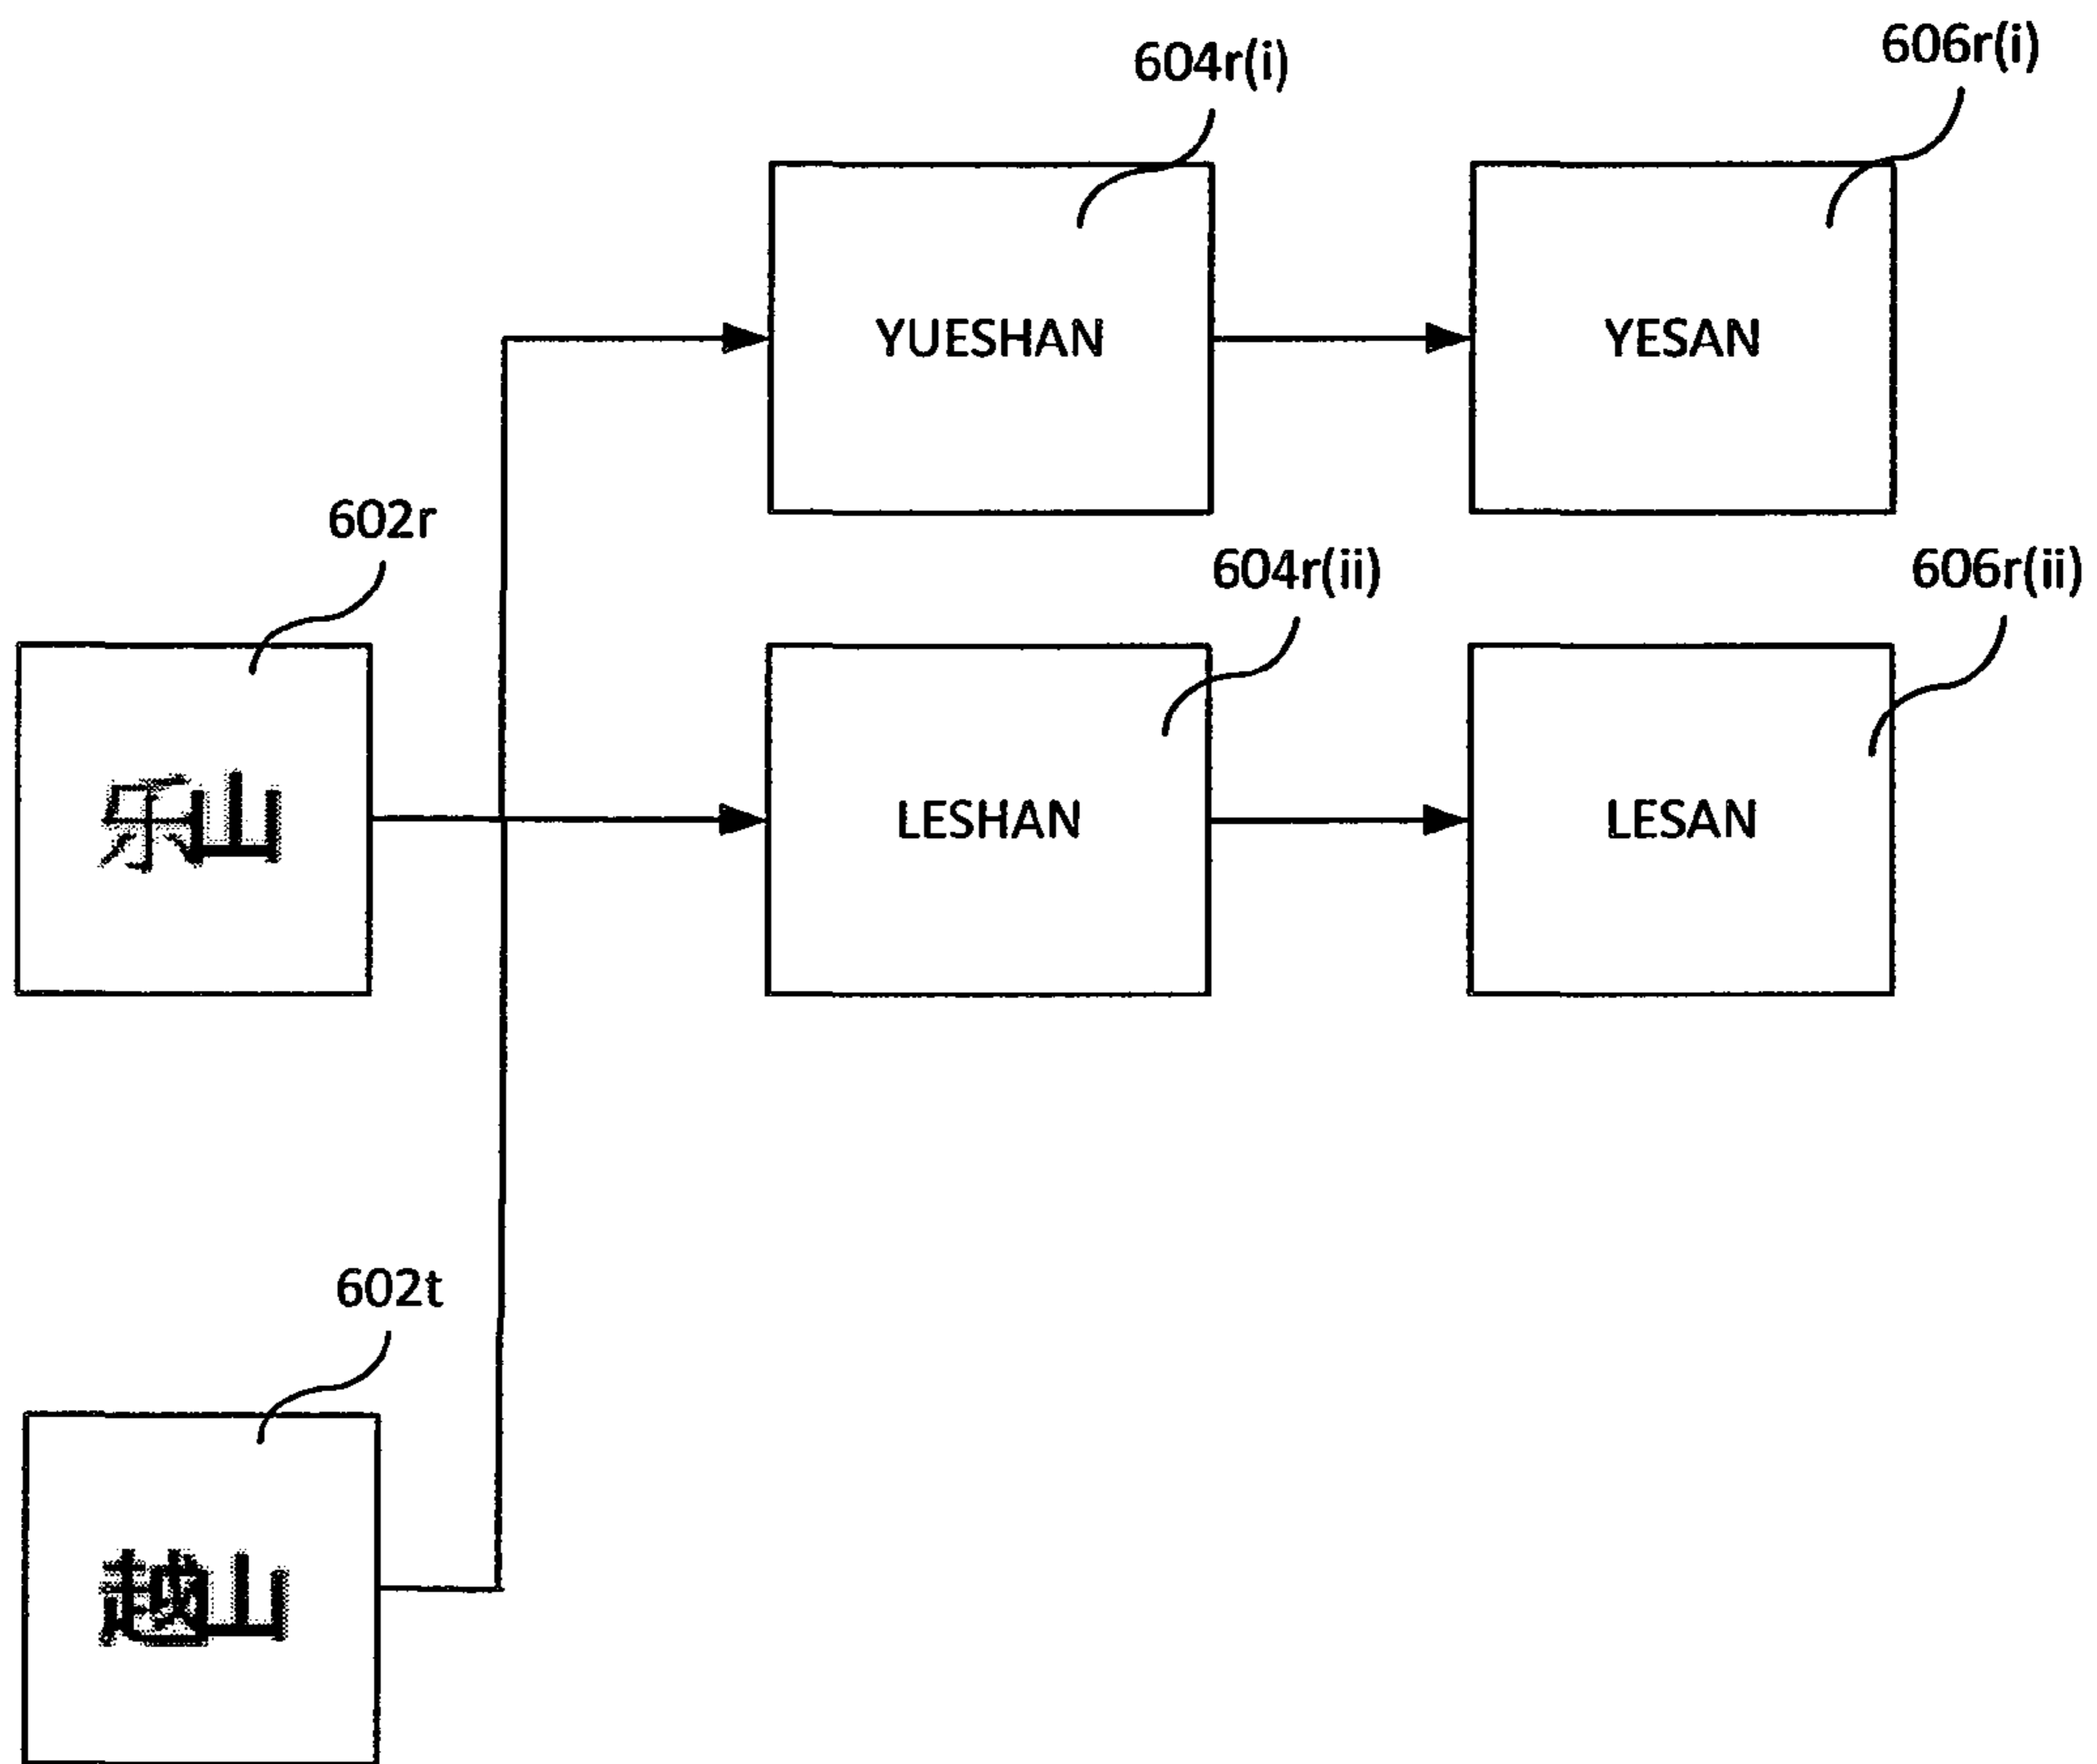 604r(i)
606r(i)
YUESHAN
YESAN
602r
604r(ii)
606r(ii)
乐山
LESHAN
LESAN
602t
越山